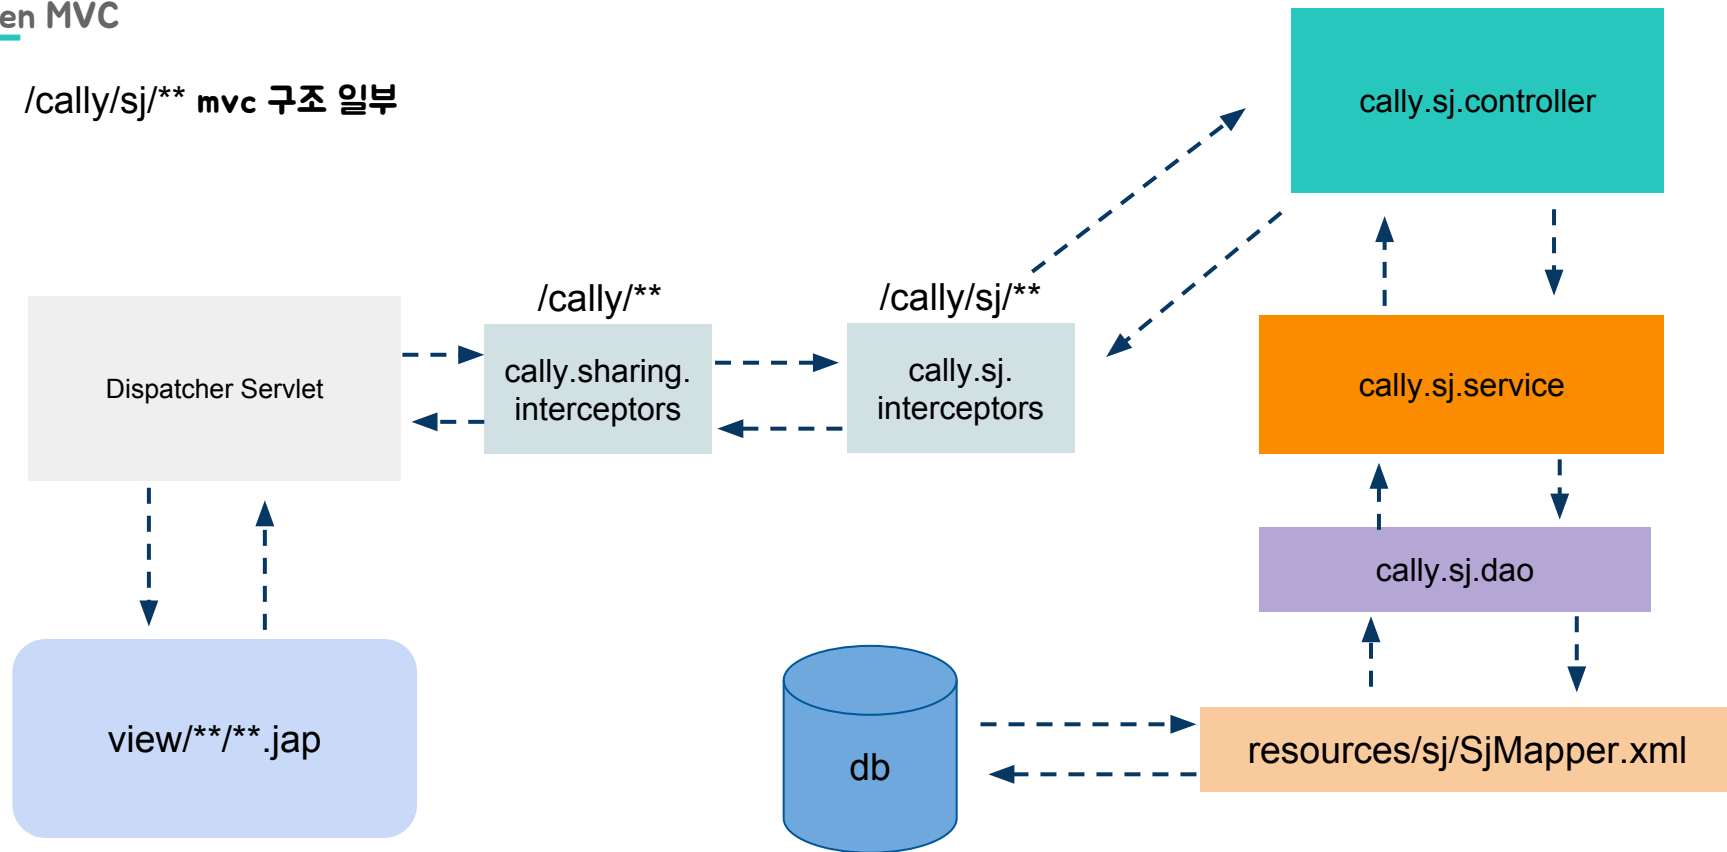 en MVC
/cally/sj/** mvc 구조 일부
cally.sj.controller
/cally/**
/cally/sj/**
Dispatcher Servlet
cally.sharing.
interceptors
cally.sj.
interceptors
cally.sj.service
cally.sj.dao
view/**/**.jap
db
resources/sj/SjMapper.xml